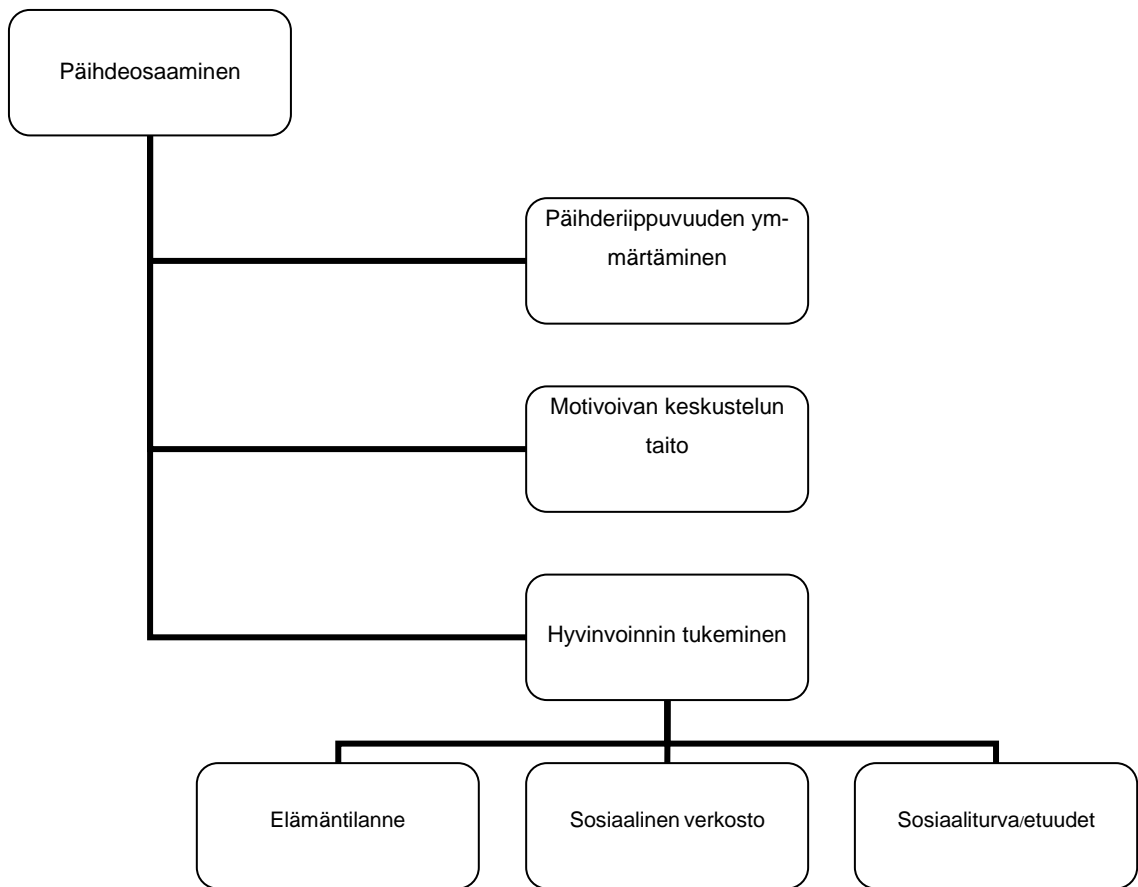 Päihdeosaaminen
Päihderiippuvuuden ym-
märtäminen
Motivoivan keskustelun
taito
Hyvinvoinnin tukeminen
Elämäntilanne
Sosiaalinen verkosto
Sosiaaliturva/etuudet